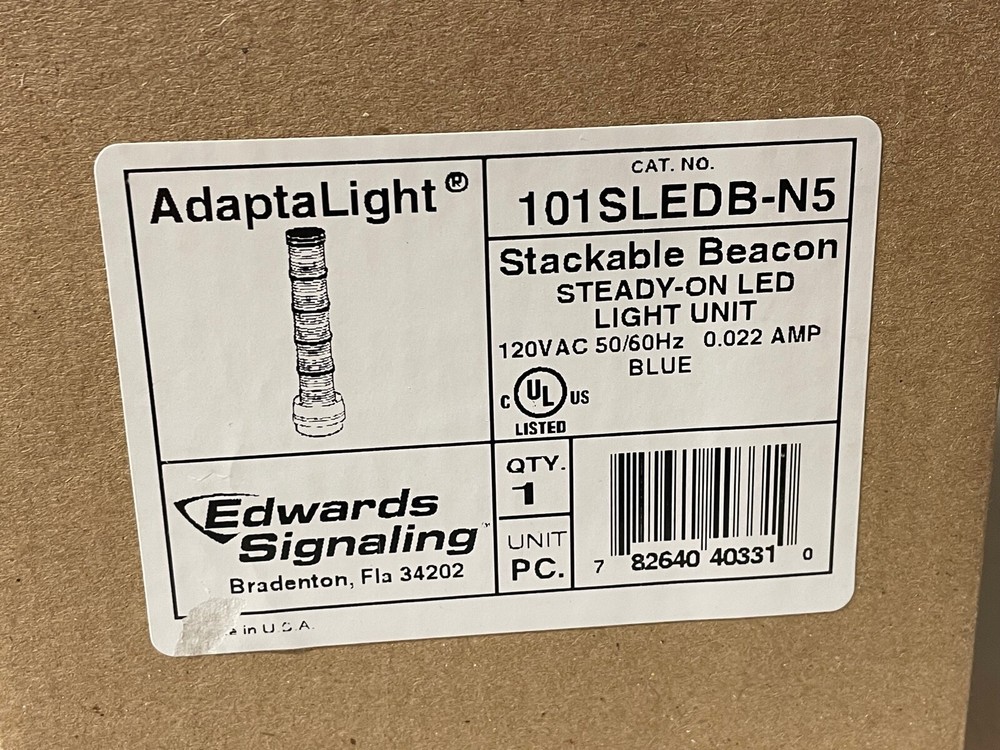 AdaptaLight®
CAT. NO.
101SLEDB-N5
Stackable Beacon
STEADY-ON LED
LIGHT UNIT
120VAC 50/60Hz 0.022 AMP
BLUE
C UL US
LISTED
Edwards
Signaling™
Bradenton, Fla 34202
QTY.
1
UNIT
PC.
7 82640 40331 0
in U.S.A.